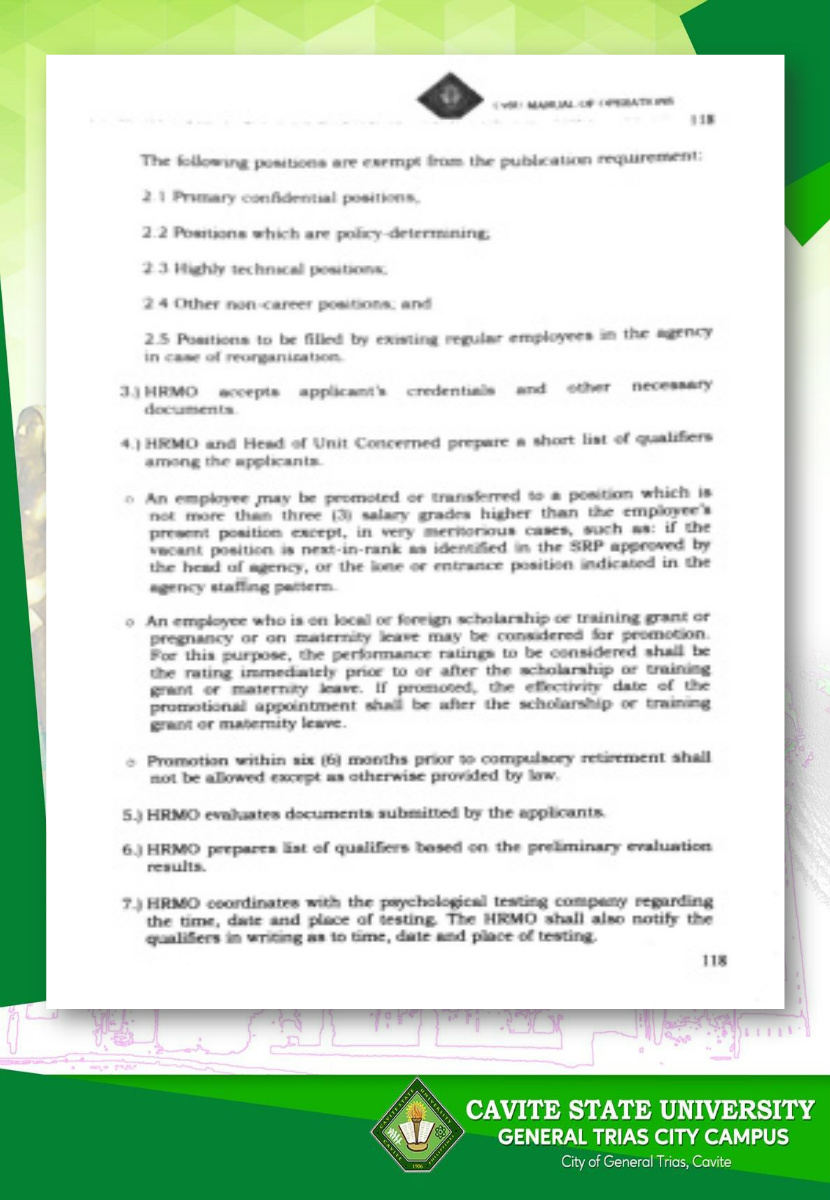 CvSU MANUAL OF OPERATIONS
118
The following positions are exempt from the publication requirement:
2.1 Primary confidential positions,
2.2 Positions which are policy-determining;
2.3 Highly technical positions;
2.4 Other non-career positions; and
2.5 Positions to be filled by existing regular employees in the agency
in case of reorganization.
3.) HRMO accepts applicant's credentials and other necessary
documents.
4.) HRMO and Head of Unit Concerned prepare a short list of qualifiers
among the applicants.
o An employee may be promoted or transferred to a position which is
not more than three (3) salary grades higher than the employee's
present position except, in very meritorious cases, such as: if the
vacant position is next-in-rank as identified in the SRP approved by
the head of agency, or the lone or entrance position indicated in the
agency staffing pattern.
o An employee who is on local or foreign scholarship or training grant or
pregnancy or on maternity leave may be considered for promotion.
For this purpose, the performance ratings to be considered shall be
the rating immediately prior to or after the scholarship or training
grant or maternity leave. If promoted, the effectivity date of the
promotional appointment shall be after the scholarship or training
grant or maternity leave.
o Promotion within six (6) months prior to compulsory retirement shall
not be allowed except as otherwise provided by law.
5.) HRMO evaluates documents submitted by the applicants.
6.) HRMO prepares list of qualifiers based on the preliminary evaluation
results.
7.) HRMO coordinates with the psychological testing company regarding
the time, date and place of testing. The HRMO shall also notify the
qualifiers in writing as to time, date and place of testing.
118
CAVITE STATE UNIVERSITY
GENERAL TRIAS CITY CAMPUS
City of General Trias, Cavite
1906